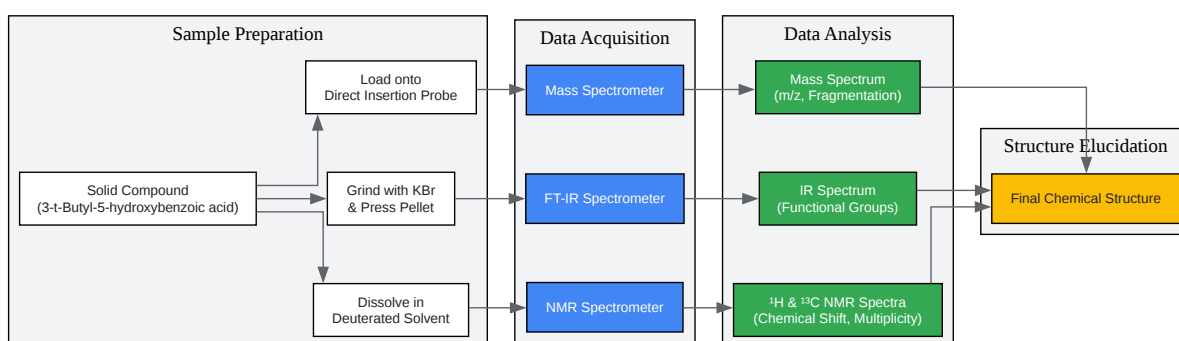 Sample Preparation
Data Acquisition
Data Analysis
Load onto
Direct Insertion Probe
Mass Spectrometer
Mass Spectrum
(m/z, Fragmentation)
Structure Elucidation
Solid Compound
(3-t-Butyl-5-hydroxybenzoic acid)
Grind with KBr
& Press Pellet
FT-IR Spectrometer
IR Spectrum
(Functional Groups)
Final Chemical Structure
Dissolve in
Deuterated Solvent
NMR Spectrometer
¹H & ¹³C NMR Spectra
(Chemical Shift, Multiplicity)